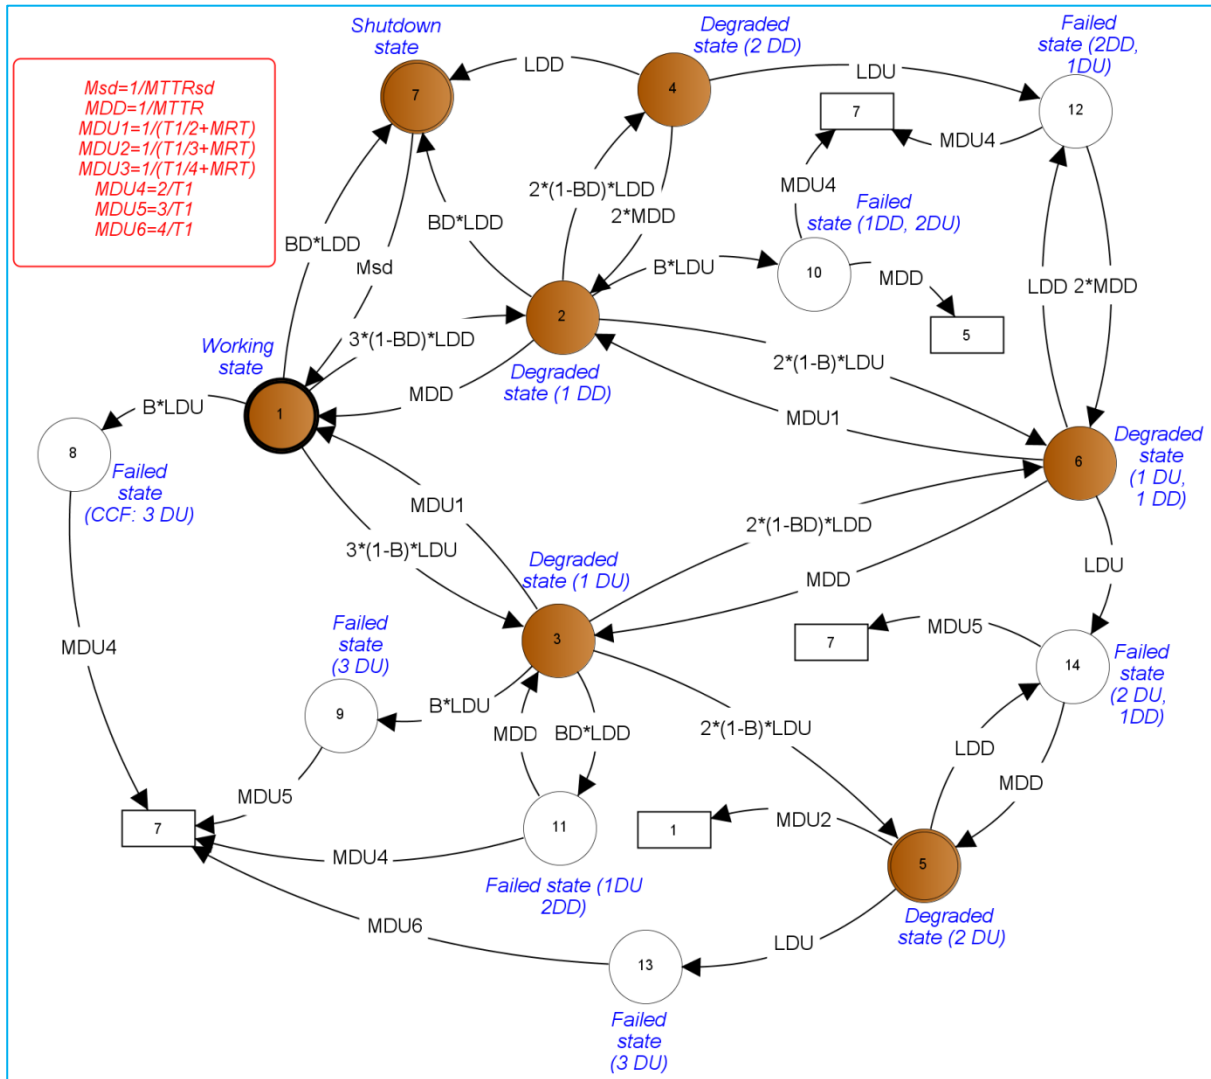 Shutdown
state
Degraded
state (2 DD)
Failed
state (2DD,
1DU)
Msd=1/MTTRsd
MDD=1/MTTR
MDU1=1/(T1/2+MRT)
MDU2=1/(T1/3+MRT)
MDU3=1/(T1/4+MRT)
MDU4=2/T1
MDU5=3/T1
MDU6=4/T1
7
LDD
4
LDU
7
12
MDU4
MDU4
2*(1-BD)*LDD
2*MDD
BD*LDD
BD*LDD
Msd
Failed
state (1DD, 2DU)
B*LDU
10
MDD
LDD
2*MDD
2
5
3*(1-BD)*LDD
Working
state
2*(1-B)*LDU
MDD
Degraded
state (1 DD)
MDU1
B*LDU
1
8
Failed
state
(CCF: 3 DU)
6
Degraded
state
(1 DU,
1 DD)
MDU1
2*(1-BD)*LDD
3*(1-B)*LDU
MDD
LDU
Degraded
state (1 DU)
Failed
state
(3 DU)
MDU4
3
7
MDU5
14
Failed
state
(2 DU,
1DD)
9
B*LDU
MDD
BD*LDD
2*(1-B)*LDU
LDD
MDD
MDU5
7
11
MDU4
1
MDU2
5
Failed state (1DU
2DD)
Degraded
state (2 DU)
MDU6
LDU
13
Failed
state
(3 DU)